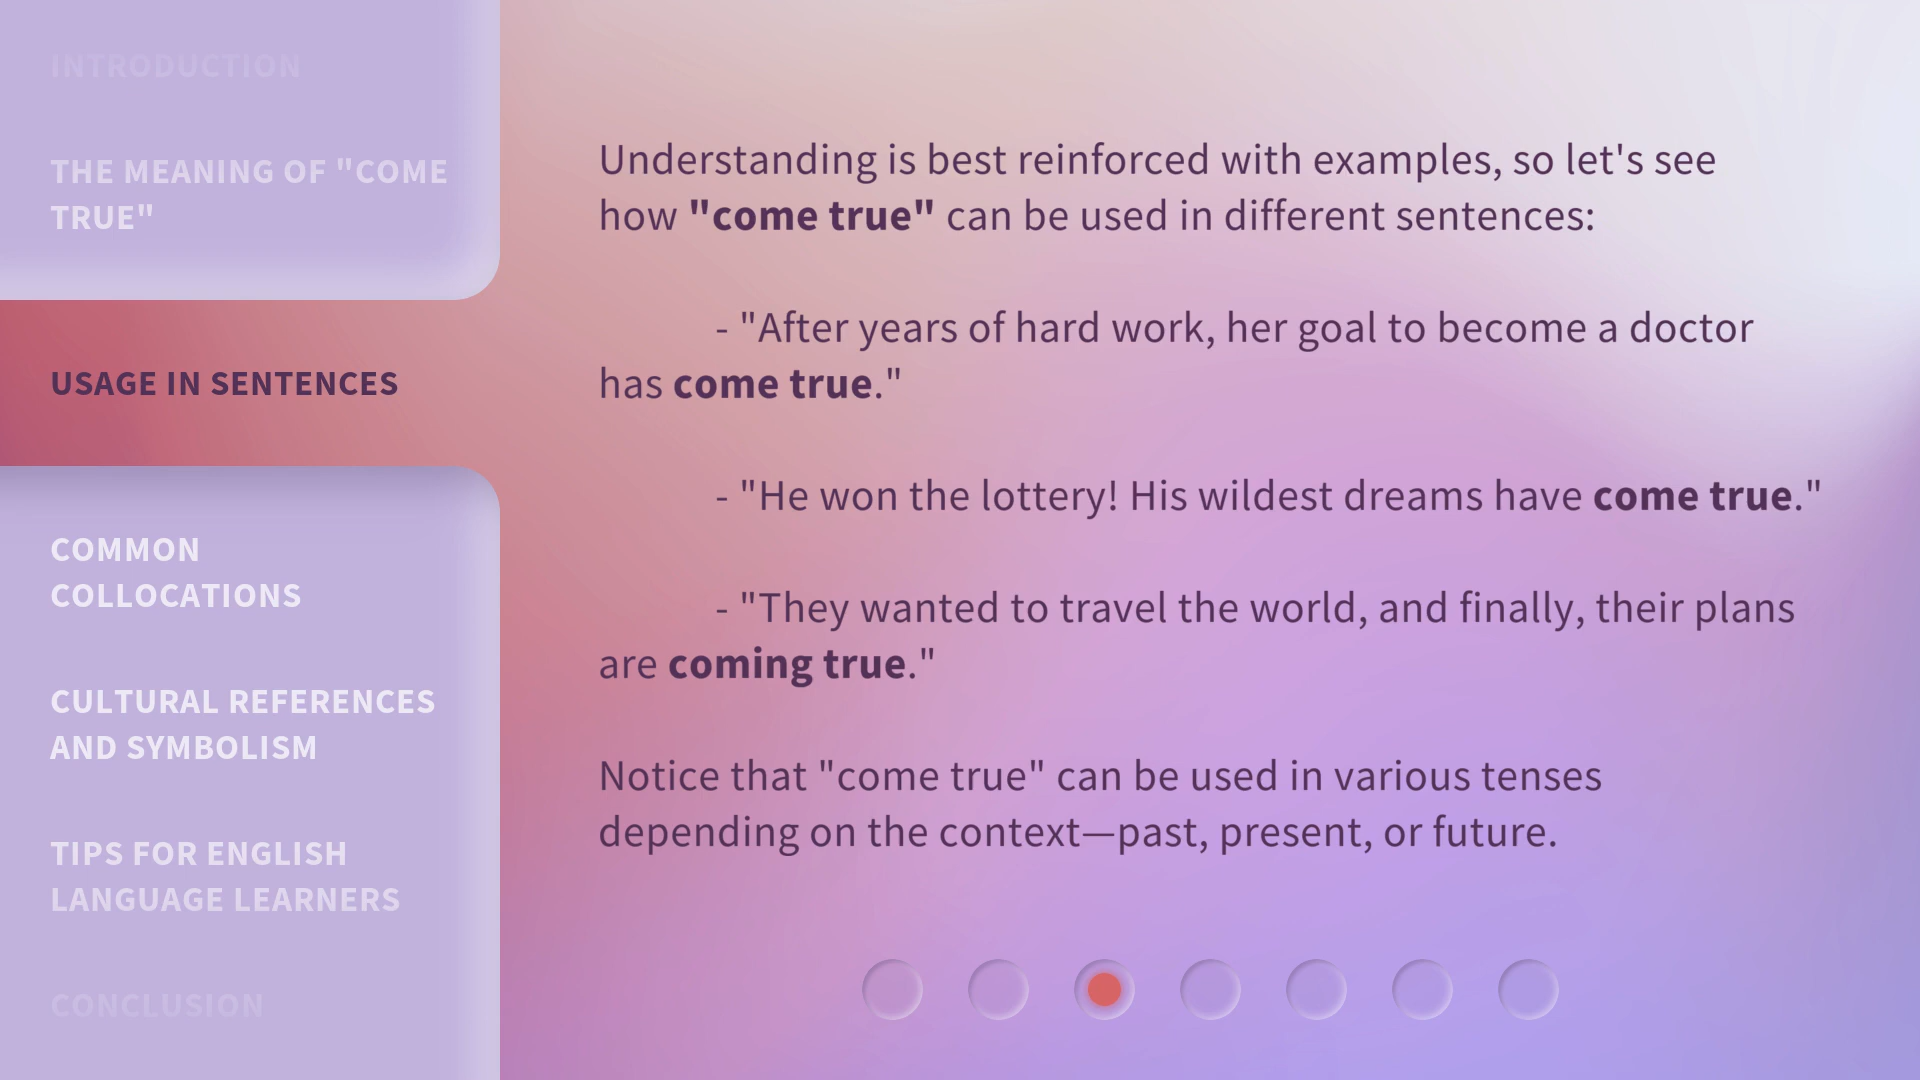 INTRODUCTION
THE MEANING OF "COME
TRUE"
USAGE IN SENTENCES
COMMON
COLLOCATIONS
CULTURAL REFERENCES
AND SYMBOLISM
TIPS FOR ENGLISH
LANGUAGE LEARNERS
CONCLUSION
Understanding is best reinforced with examples, so let's see
how "come true" can be used in different sentences:
- "After years of hard work, her goal to become a doctor
has come true."
- "He won the lottery! His wildest dreams have come true."
- "They wanted to travel the world, and finally, their plans
are coming true."
Notice that "come true" can be used in various tenses
depending on the context—past, present, or future.